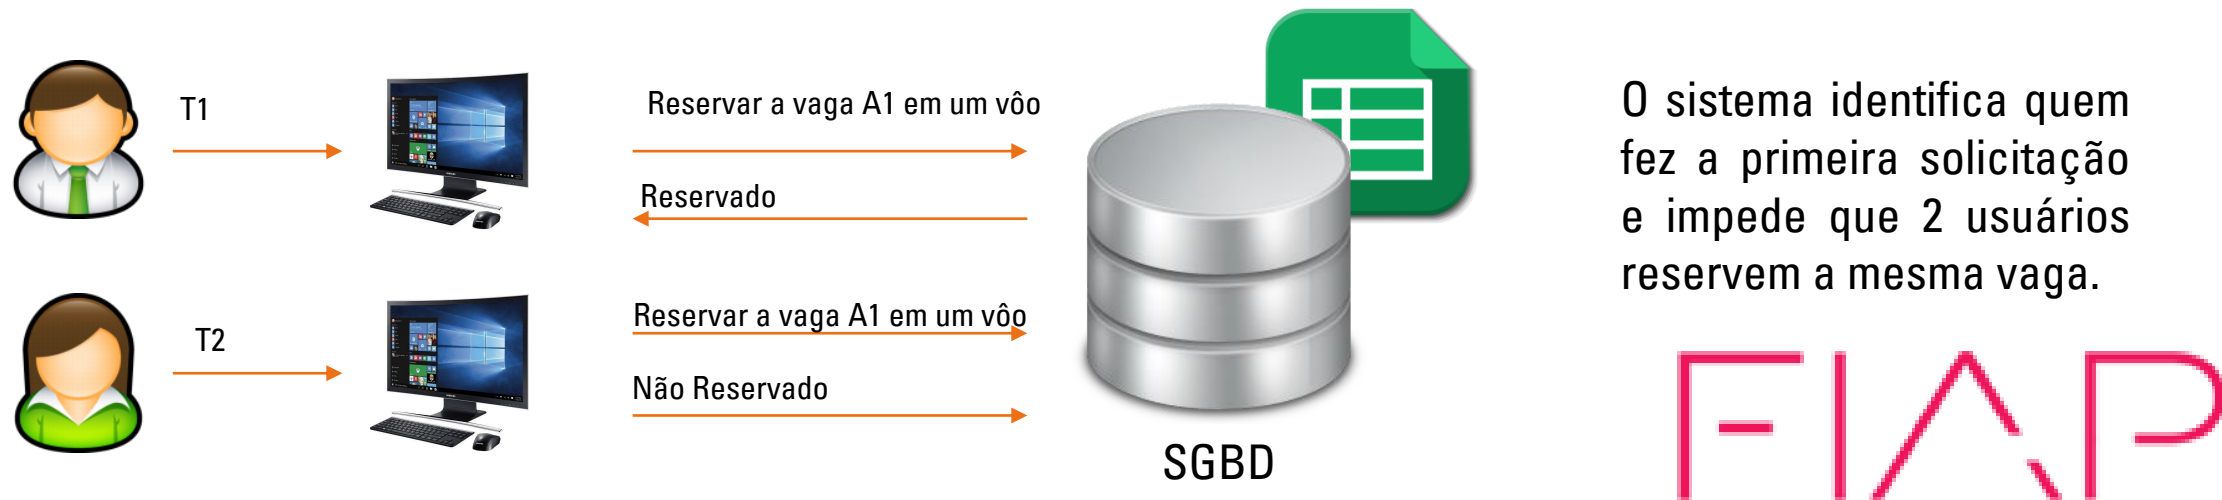 T1
Reservar a vaga A1 em um vôo
Reservado
T2
Reservar a vaga A1 em um vôo
Não Reservado
SGBD
O sistema identifica quem
fez a primeira solicitação
e impede que 2 usuários
reservem a mesma vaga.
FIAP